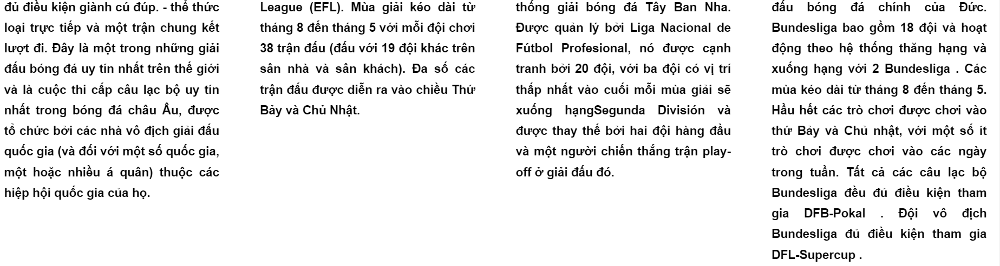 đủ điều kiện giành cú đúp. - thể thức
loại trực tiếp và một trận chung kết
lượt đi. Đây là một trong những giải
đấu bóng đá uy tín nhất trên thế giới
và là cuộc thi cấp câu lạc bộ uy tín
nhất trong bóng đá châu Âu, được
tổ chức bởi các nhà vô địch giải đấu
quốc gia (và đối với một số quốc gia,
một hoặc nhiều á quân) thuộc các
hiệp hội quốc gia của họ.
League (EFL). Mùa giải kéo dài từ
tháng 8 đến tháng 5 với mỗi đội chơi
38 trận đấu (đấu với 19 đội khác trên
sân nhà và sân khách). Đa số các
trận đấu được diễn ra vào chiều Thứ
Bảy và Chủ Nhật.
thống giải bóng đá Tây Ban Nha.
Được quản lý bởi Liga Nacional de
Fútbol Profesional, nó được cạnh
tranh bởi 20 đội, với ba đội có vị trí
thấp nhất vào cuối mỗi mùa giải sẽ
xuống hạngSegunda División và
được thay thế bởi hai đội hàng đầu
và một người chiến thắng trận play-
off ở giải đấu đó.
đấu bóng đá chính của Đức.
Bundesliga bao gồm 18 đội và hoạt
động theo hệ thống thăng hạng và
xuống hạng với 2 Bundesliga . Các
mùa kéo dài từ tháng 8 đến tháng 5.
Hầu hết các trò chơi được chơi vào
thứ Bảy và Chủ nhật, với một số ít
trò chơi được chơi vào các ngày
trong tuần. Tất cả các câu lạc bộ
Bundesliga đều đủ điều kiện tham
gia DFB-Pokal . Đội vô địch
Bundesliga đủ điều kiện tham gia
DFL-Supercup .